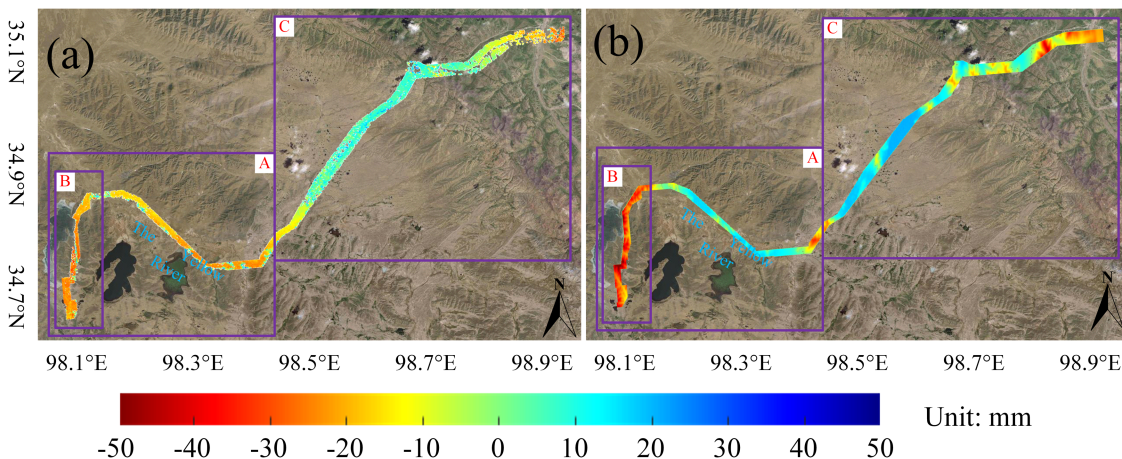 (a)
(b)
C
C
A
A
B
B
The Yellow
River
The Yellow
River
N
N
35.1°N
34.9°N
34.7°N
98.1°E 98.3°E 98.5°E 98.7°E 98.9°E 98.1°E 98.3°E 98.5°E 98.7°E 98.9°E
-50 -40 -30 -20 -10 0 10 20 30 40 50
Unit: mm